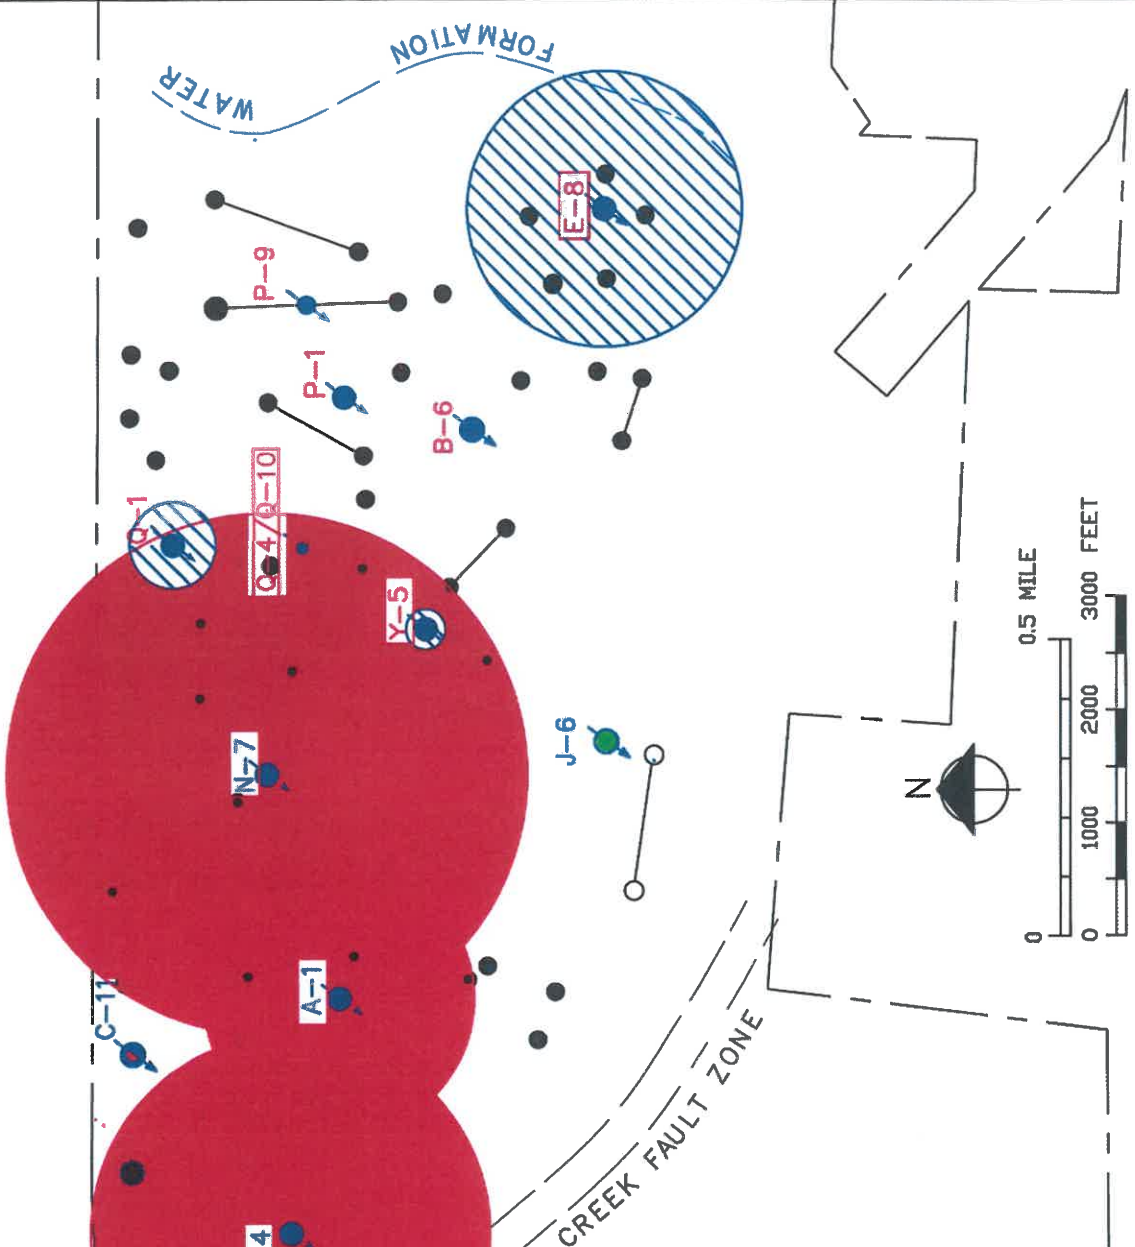 WATER FORMATION
E-8
P-9
P-1
B-6
Q-1
Q-4/Q-10
Y-5
N-7
J-6
A-1
C-11
4
CREEK FAULT ZONE
N
0 0.5 MILE
0 1000 2000 3000 FEET